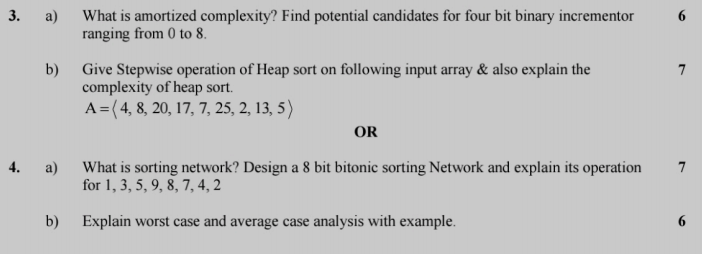 3. a) What is amortized complexity? Find potential candidates for four bit binary incrementor 6
ranging from 0 to 8.
b) Give Stepwise operation of Heap sort on following input array & also explain the 7
complexity of heap sort.
A = ⟨ 4, 8, 20, 17, 7, 25, 2, 13, 5 ⟩
OR
4. a) What is sorting network? Design a 8 bit bitonic sorting Network and explain its operation 7
for 1, 3, 5, 9, 8, 7, 4, 2
b) Explain worst case and average case analysis with example. 6